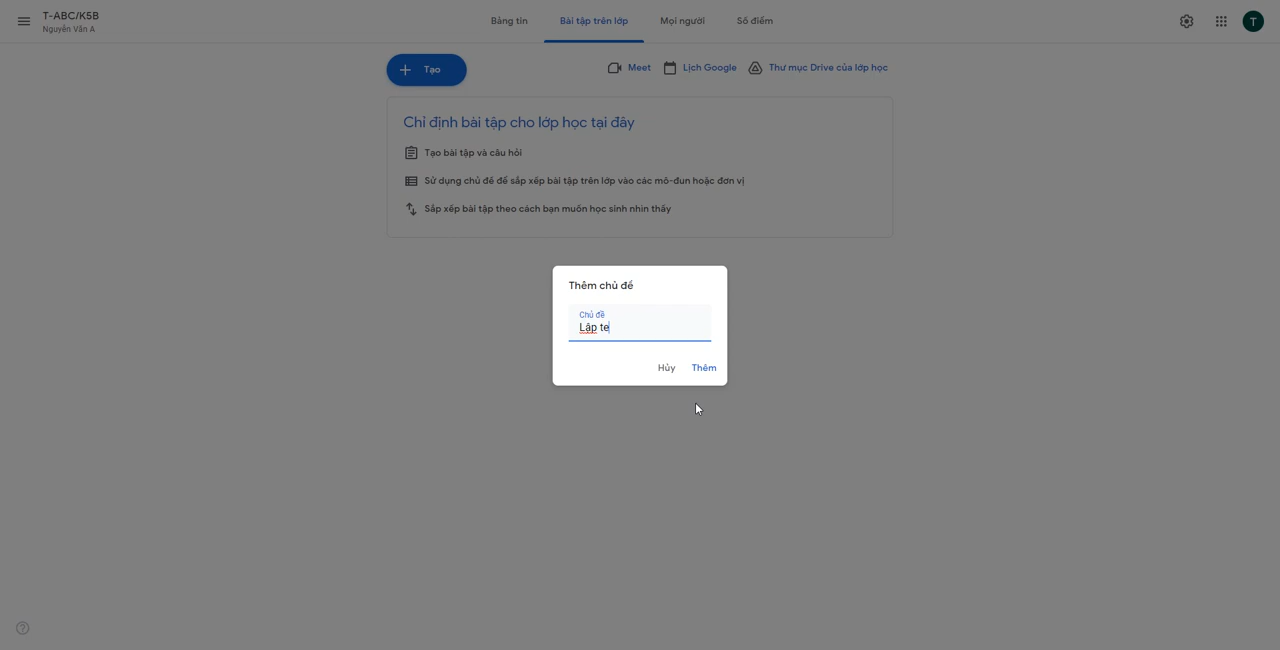 T-ABC/K5B
Nguyễn Văn A
Bảng tin
Bài tập trên lớp
Mọi người
Số điểm
T
Tạo
Meet
Lịch Google
Thư mục Drive của lớp học
Chỉ định bài tập cho lớp học tại đây
Tạo bài tập và câu hỏi
Sử dụng chủ đề để sắp xếp bài tập trên lớp vào các mô-đun hoặc đơn vị
Sắp xếp bài tập theo cách bạn muốn học sinh nhìn thấy
Thêm chủ đề
Chủ đề
Lập te
Hủy
Thêm